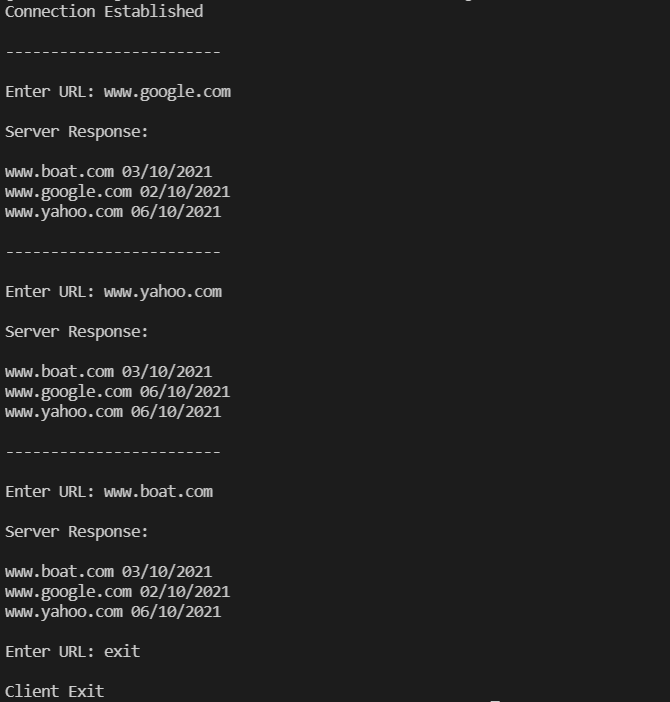 Connection Established
------------------------
Enter URL: www.google.com
Server Response:
www.boat.com 03/10/2021
www.google.com 02/10/2021
www.yahoo.com 06/10/2021
------------------------
Enter URL: www.yahoo.com
Server Response:
www.boat.com 03/10/2021
www.google.com 06/10/2021
www.yahoo.com 06/10/2021
------------------------
Enter URL: www.boat.com
Server Response:
www.boat.com 03/10/2021
www.google.com 02/10/2021
www.yahoo.com 06/10/2021
Enter URL: exit
Client Exit